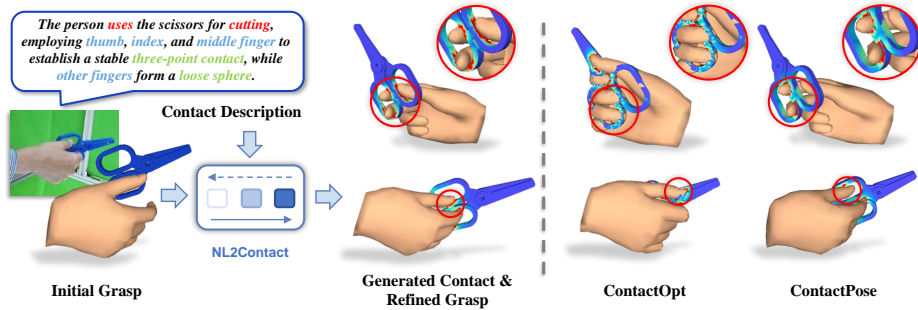 The person uses the scissors for cutting,
employing thumb, index, and middle finger to
establish a stable three-point contact, while
other fingers form a loose sphere.
Contact Description
NL2Contact
Initial Grasp
Generated Contact &
Refined Grasp
ContactOpt
ContactPose